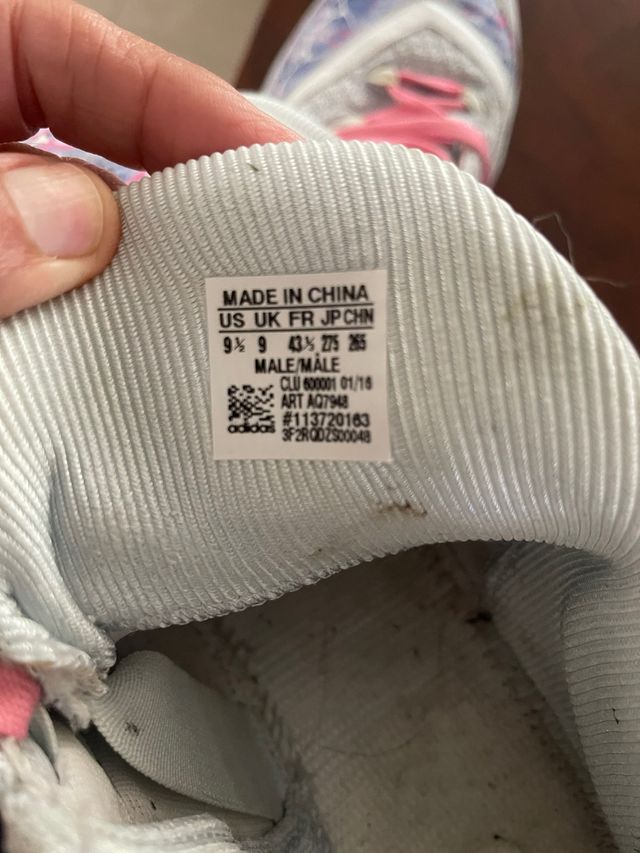 MADE IN CHINA
US UK FR JP CHN
9½ 9 43⅓ 275 265
MALE/MÂLE
CLU 600001 01/16
ART AQ7948
#113720163
adidas
3F2RQDZS00048